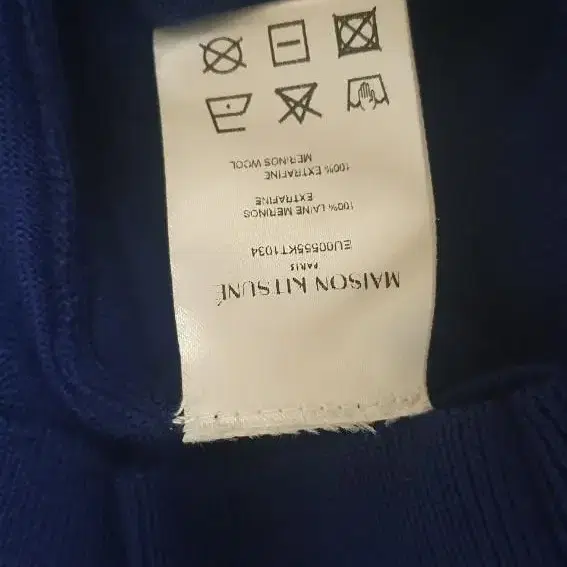 MAISON KITSUNÉ
PARIS
EU00555KT1034
100% LAINE MERINOS
EXTRAFINE
100% EXTRAFINE
MERINOS WOOL